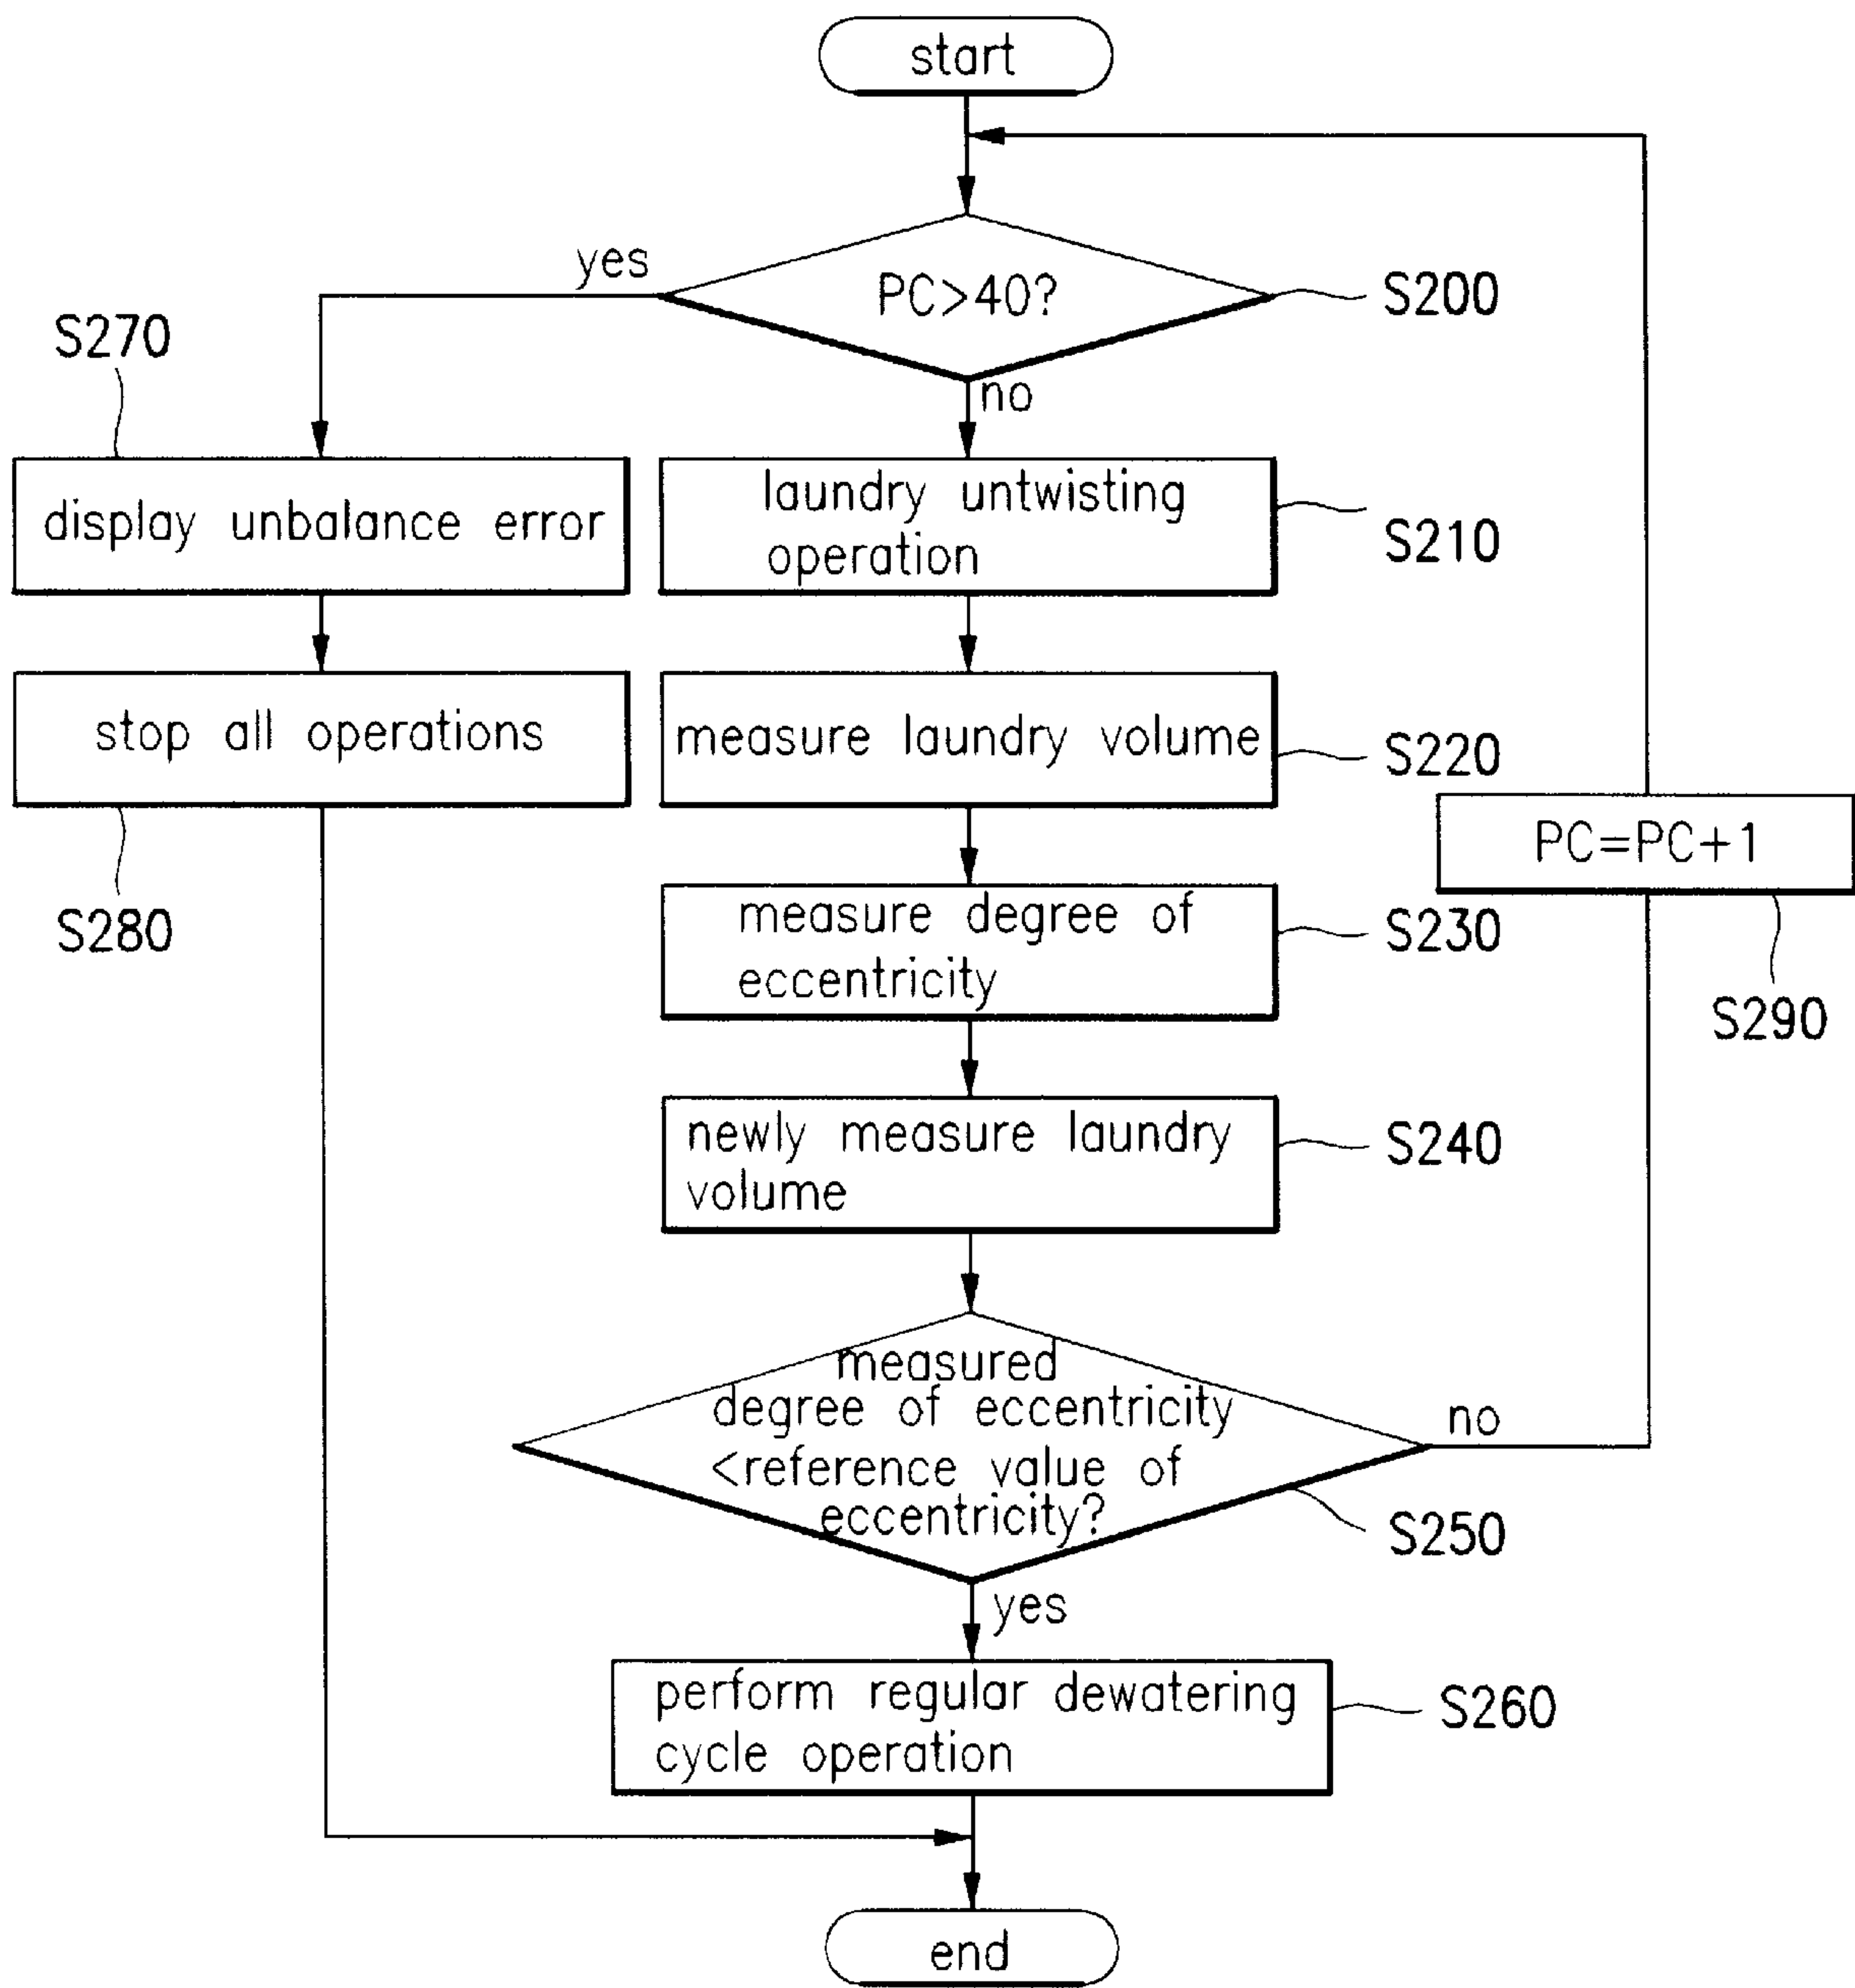 start
yes
PC>40?
S200
S270
no
display unbalance error
laundry untwisting
operation
S210
stop all operations
measure laundry volume
S220
PC=PC+1
S280
measure degree of
eccentricity
S230
S290
newly measure laundry
volume
S240
measured
degree of eccentricity
<reference value of
eccentricity?
no
S250
yes
perform regular dewatering
cycle operation
S260
end